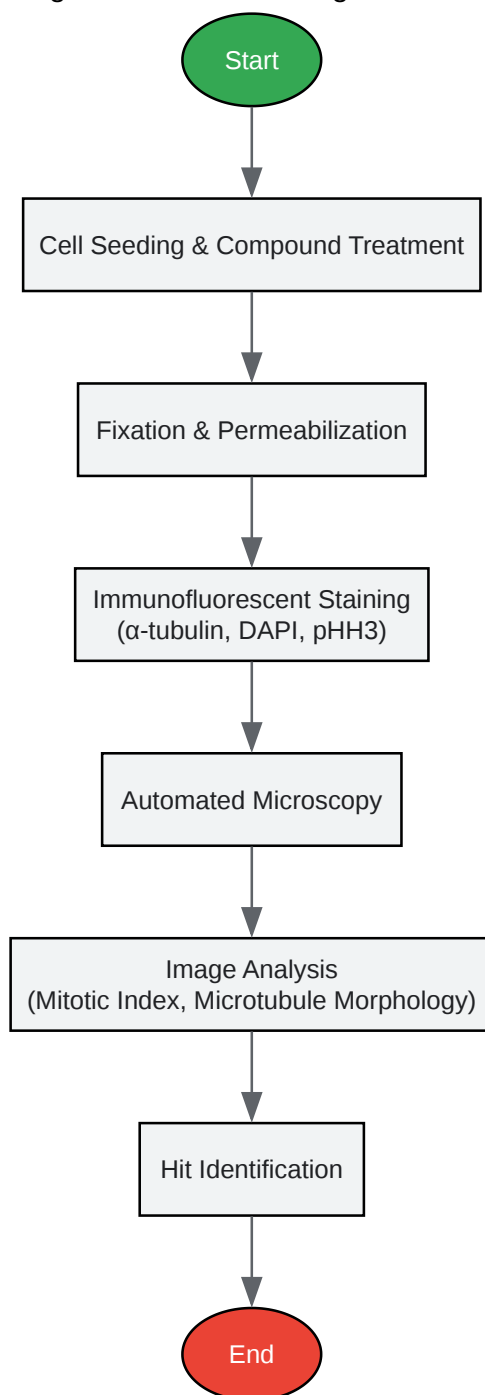 Start
Cell Seeding & Compound Treatment
Fixation & Permeabilization
Immunofluorescent Staining
(α-tubulin, DAPI, pHH3)
Automated Microscopy
Image Analysis
(Mitotic Index, Microtubule Morphology)
Hit Identification
End